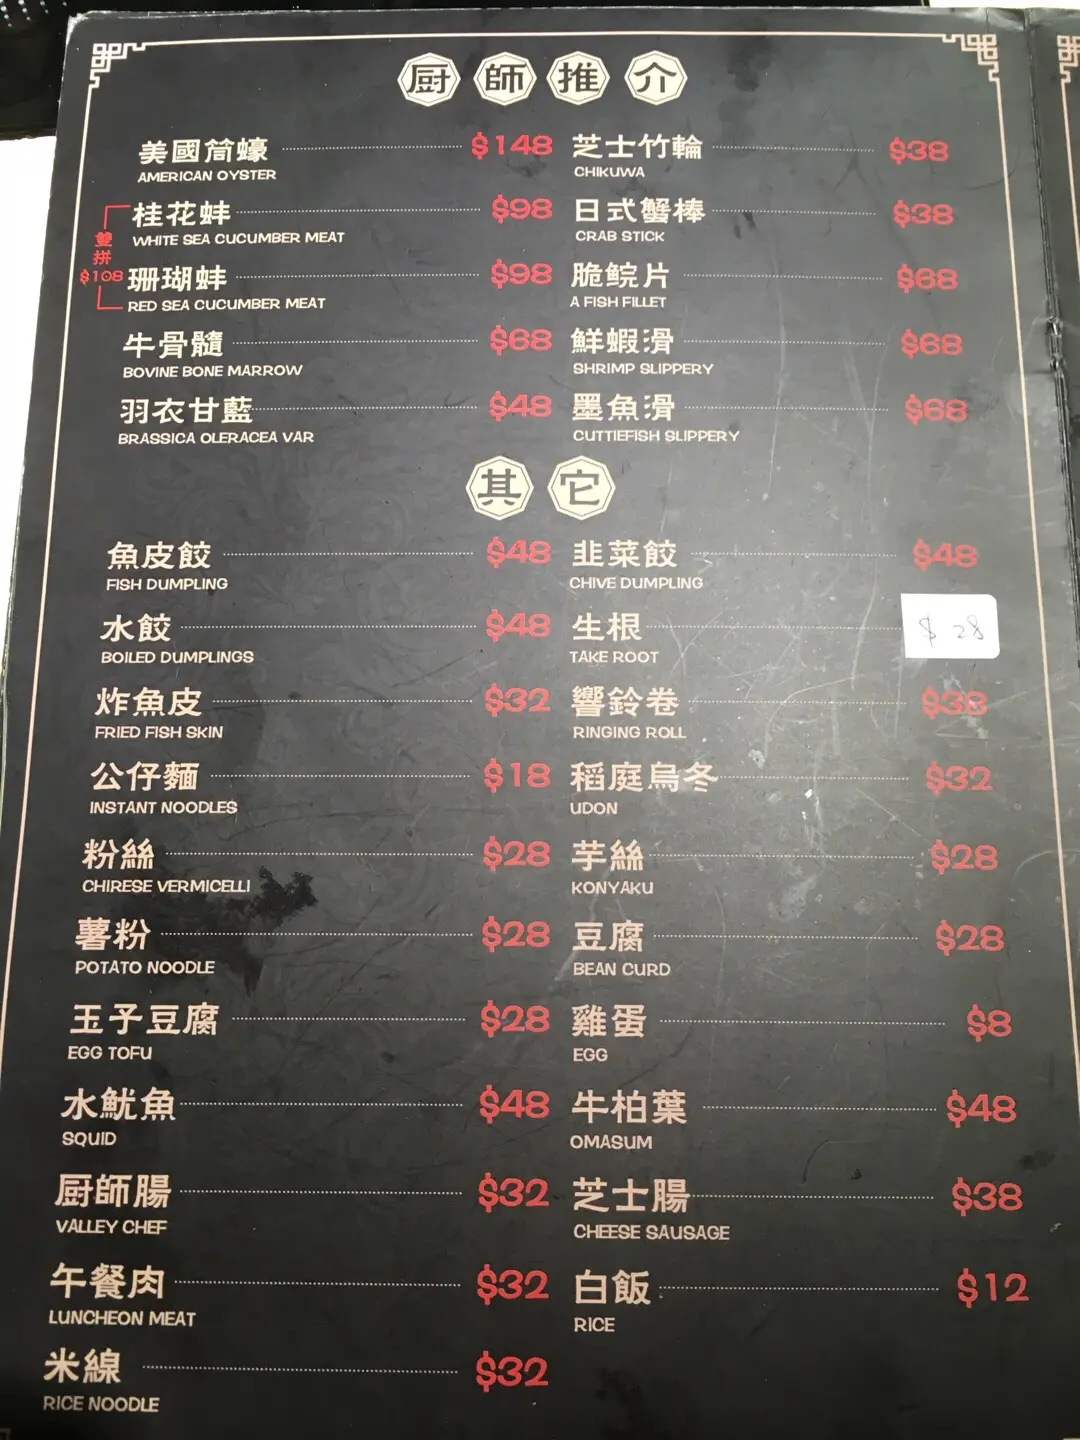 厨師推介
美國筒蠔 $148
AMERICAN OYSTER
芝士竹輪 $38
CHIKUWA
桂花蚌 $98
WHITE SEA CUCUMBER MEAT
日式蟹棒 $38
CRAB STICK
雙拼
$108
珊瑚蚌 $98
RED SEA CUCUMBER MEAT
脆鯇片 $68
A FISH FILLET
牛骨髓 $68
BOVINE BONE MARROW
鮮蝦滑 $68
SHRIMP SLIPPERY
羽衣甘藍 $48
BRASSICA OLERACEA VAR
墨魚滑 $68
CUTTIEFISH SLIPPERY
其它
魚皮餃 $48
FISH DUMPLING
韭菜餃 $48
CHIVE DUMPLING
水餃 $48
BOILED DUMPLINGS
生根 $28
TAKE ROOT
炸魚皮 $32
FRIED FISH SKIN
響鈴卷 $38
RINGING ROLL
公仔麵 $18
INSTANT NOODLES
稻庭烏冬 $32
UDON
粉絲 $28
CHIRESE VERMICELLI
芋絲 $28
KONYAKU
薯粉 $28
POTATO NOODLE
豆腐 $28
BEAN CURD
玉子豆腐 $28
EGG TOFU
雞蛋 $8
EGG
水魷魚 $48
SQUID
牛柏葉 $48
OMASUM
厨師腸 $32
VALLEY CHEF
芝士腸 $38
CHEESE SAUSAGE
午餐肉 $32
LUNCHEON MEAT
白飯 $12
RICE
米線 $32
RICE NOODLE